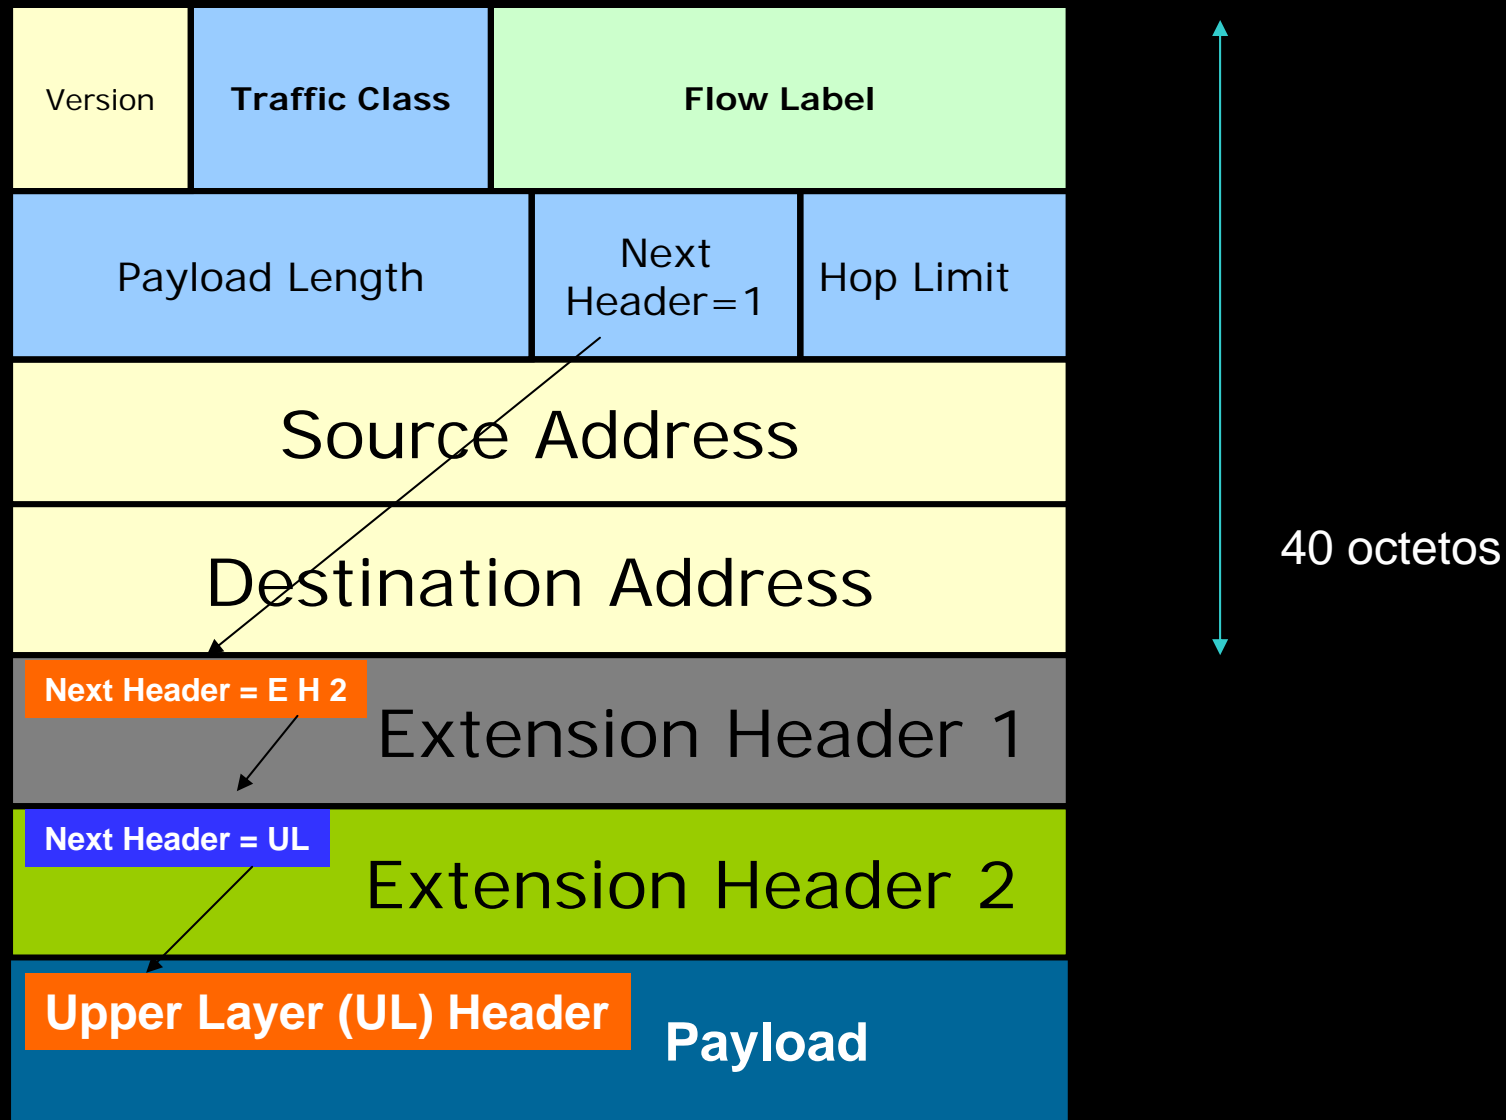 Version
Traffic Class
Flow Label
Payload Length
Next
Header=1
Hop Limit
Source Address
Destination Address
40 octetos
Next Header = E H 2
Extension Header 1
Next Header = UL
Extension Header 2
Upper Layer (UL) Header
Payload